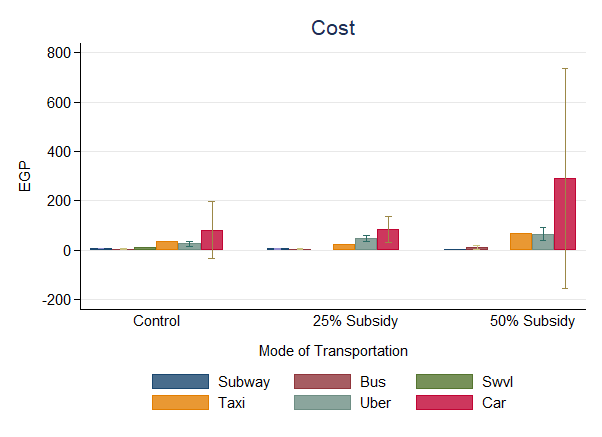 Cost
EGP
800
600
400
200
0
-200
Control 25% Subsidy 50% Subsidy
Mode of Transportation
Subway Bus Swvl
Taxi Uber Car